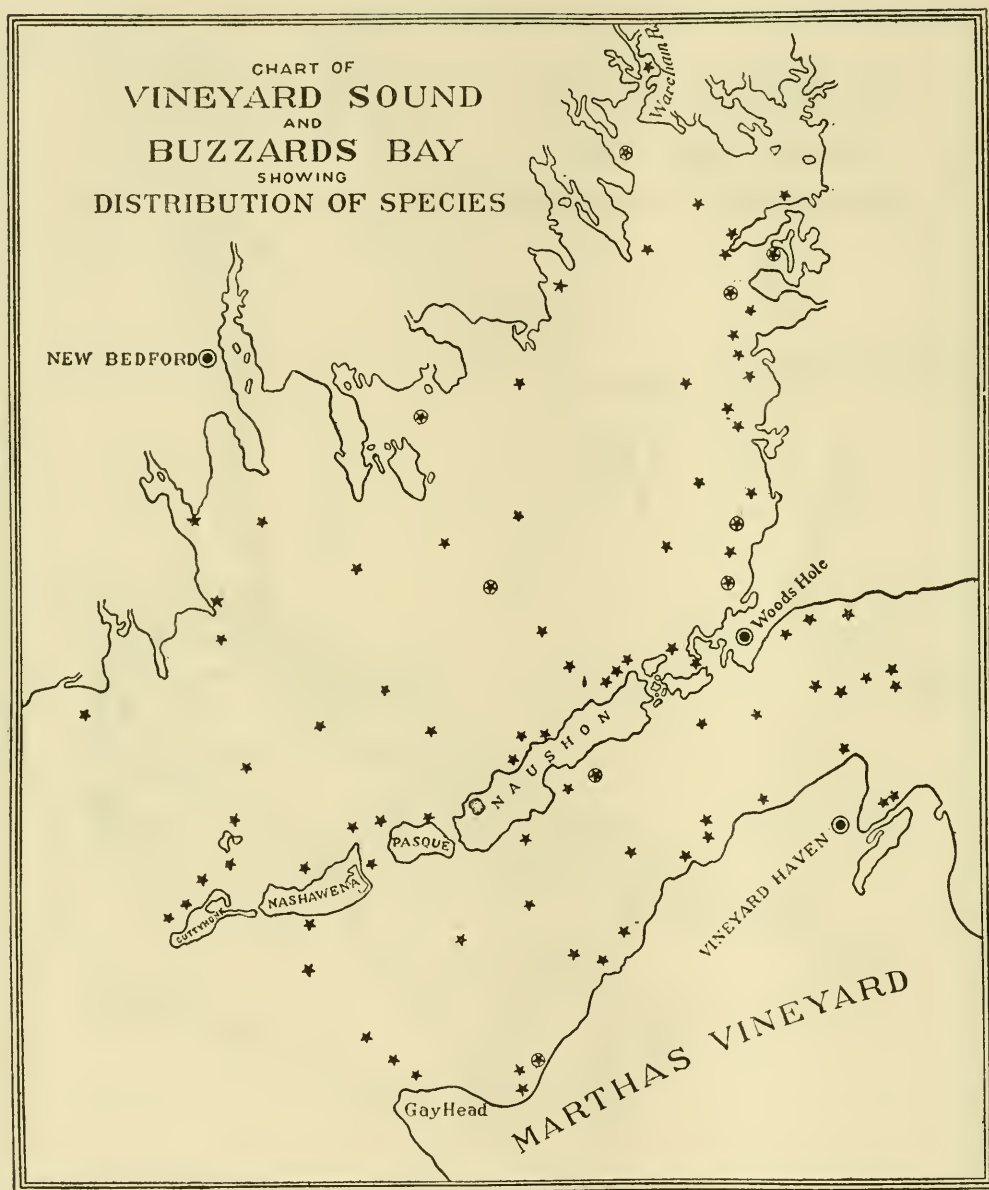 CHART OF
VINEYARD SOUND
AND
BUZZARDS BAY
SHOWING
DISTRIBUTION OF SPECIES
Wareham R.
NEW BEDFORD
Woods Hole
NAUSHON
PASQUE
NASHAWENA
CUTTYHUNK
VINEYARD HAVEN
MARTHAS VINEYARD
Gay Head